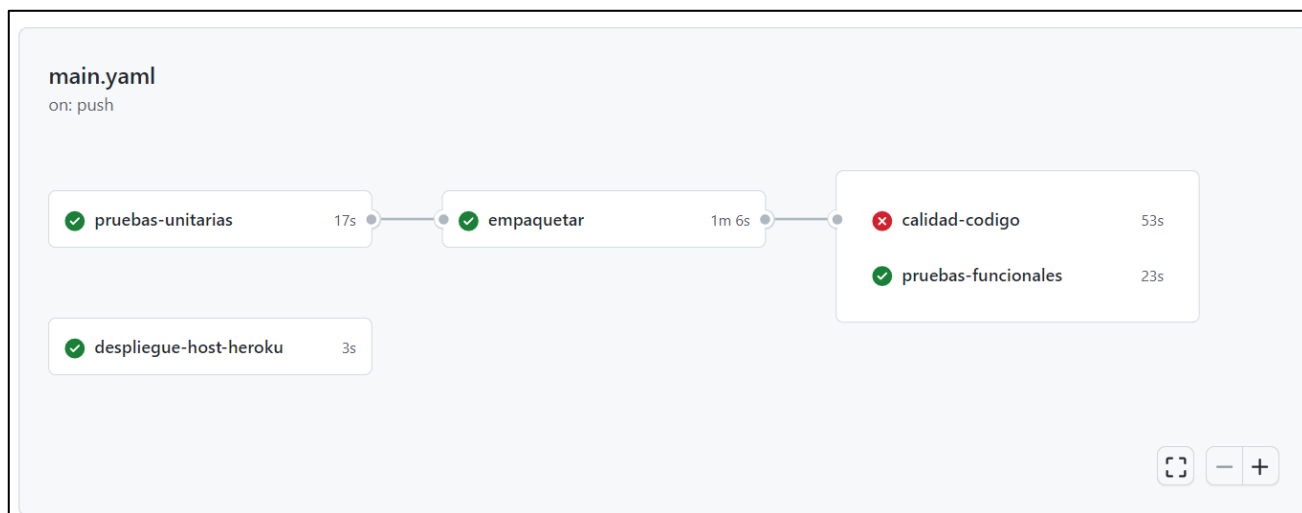 main.yaml
on: push
pruebas-unitarias 17s
empaquetar 1m 6s
calidad-codigo 53s
pruebas-funcionales 23s
despliegue-host-heroku 3s